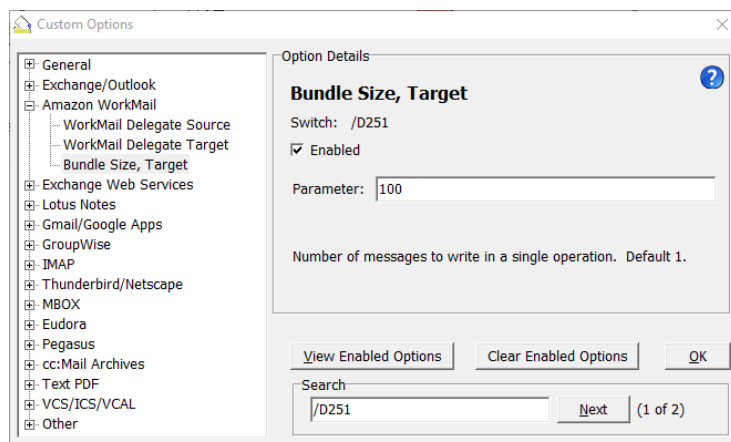 Custom Options
General
Exchange/Outlook
Amazon WorkMail
WorkMail Delegate Source
WorkMail Delegate Target
Bundle Size, Target
Exchange Web Services
Lotus Notes
Gmail/Google Apps
GroupWise
IMAP
Thunderbird/Netscape
MBOX
Eudora
Pegasus
cc:Mail Archives
Text PDF
VCS/ICS/VCAL
Other
Option Details
?
Bundle Size, Target
Switch: /D251
Enabled
Parameter: 100
Number of messages to write in a single operation. Default 1.
View Enabled Options Clear Enabled Options OK
Search
/D251 Next (1 of 2)